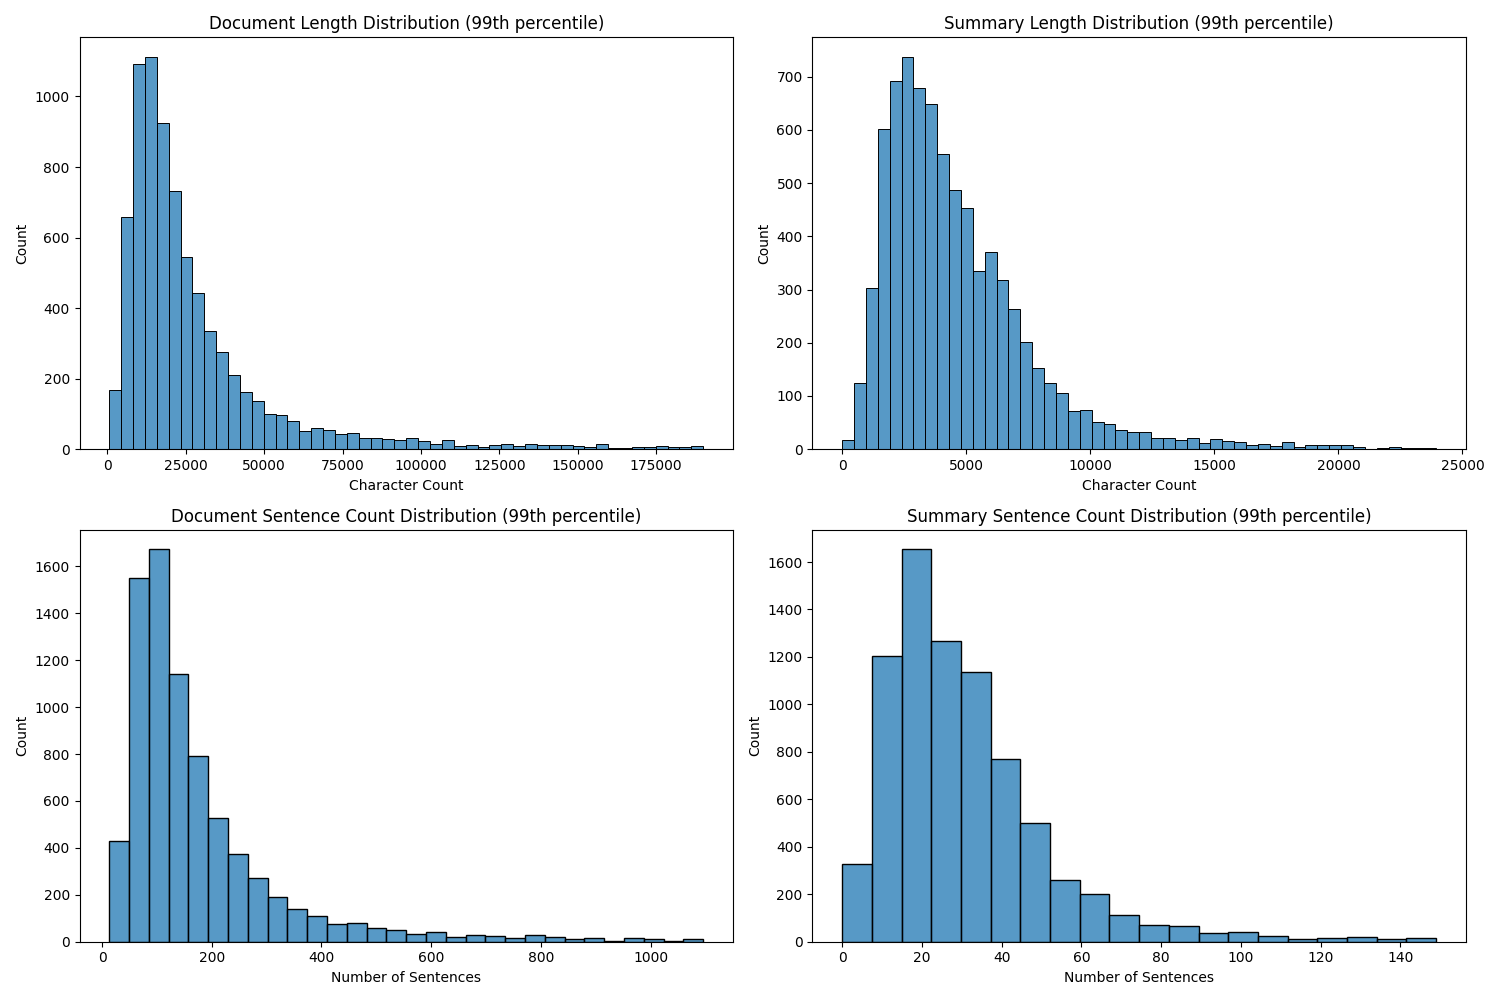 Document Length Distribution (99th percentile)
Count
1000
800
600
400
200
0
0 25000 50000 75000 100000 125000 150000 175000
Character Count
Summary Length Distribution (99th percentile)
Count
700
600
500
400
300
200
100
0
0 5000 10000 15000 20000 25000
Character Count
Document Sentence Count Distribution (99th percentile)
Count
1600
1400
1200
1000
800
600
400
200
0
0 200 400 600 800 1000
Number of Sentences
Summary Sentence Count Distribution (99th percentile)
Count
1600
1400
1200
1000
800
600
400
200
0
0 20 40 60 80 100 120 140
Number of Sentences